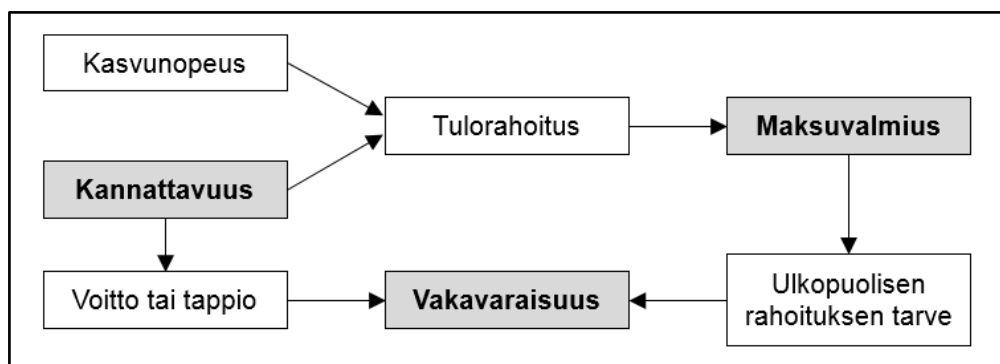 Kasvunopeus
Tulorahoitus
Maksuvalmius
Kannattavuus
Voitto tai tappio
Vakavaraisuus
Ulkopuolisen
rahoituksen tarve